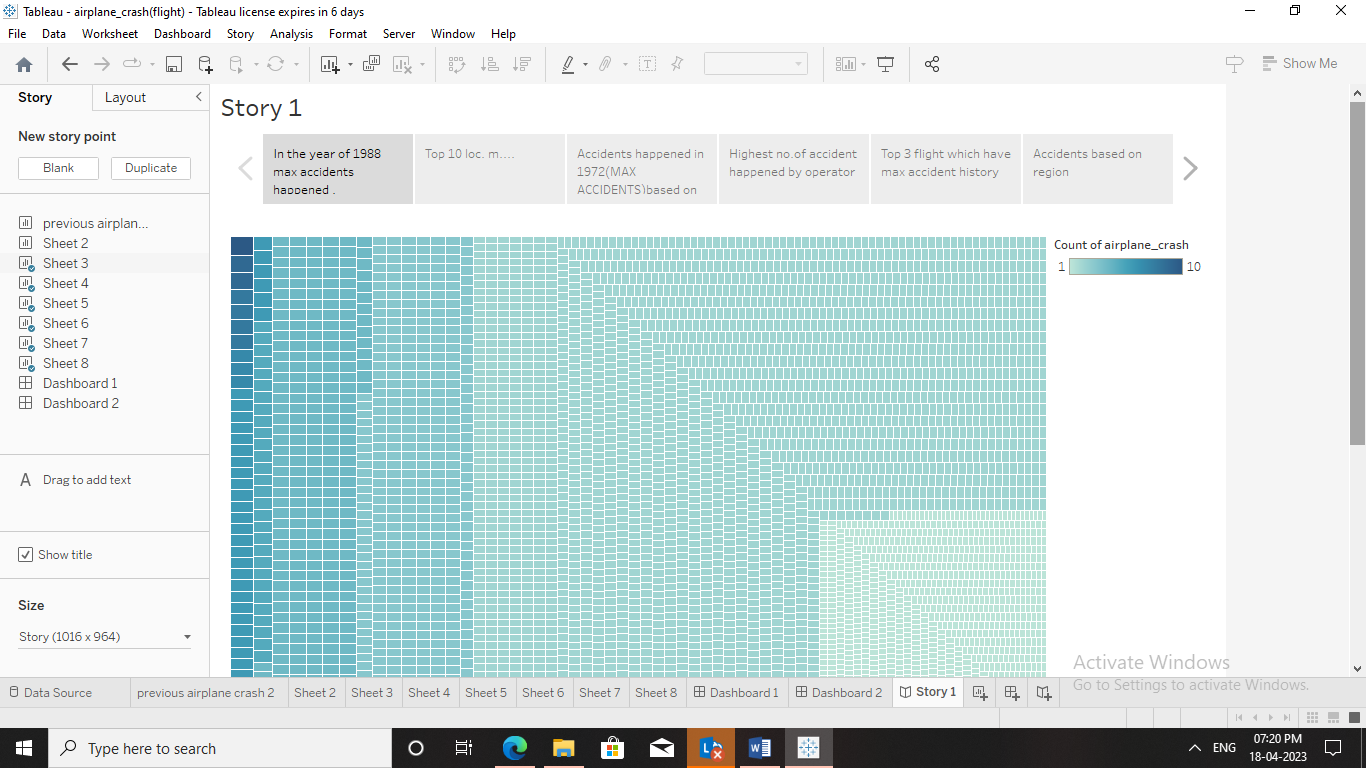 Tableau - airplane_crash(flight) - Tableau license expires in 6 days
File Data Worksheet Dashboard Story Analysis Format Server Window Help
Show Me
Story Layout
New story point
Blank Duplicate
previous airplan...
Sheet 2
Sheet 3
Sheet 4
Sheet 5
Sheet 6
Sheet 7
Sheet 8
Dashboard 1
Dashboard 2
A Drag to add text
Show title
Size
Story (1016 x 964)
Story 1
In the year of 1988
max accidents
happened .
Top 10 loc. m....
Accidents happened in
1972(MAX
ACCIDENTS)based on
Highest no.of accident
happened by operator
Top 3 flight which have
max accident history
Accidents based on
region
Count of airplane_crash
1 10
Activate Windows
Go to Settings to activate Windows.
Data Source previous airplane crash 2 Sheet 2 Sheet 3 Sheet 4 Sheet 5 Sheet 6 Sheet 7 Sheet 8 Dashboard 1 Dashboard 2 Story 1
Type here to search
ENG
07:20 PM
18-04-2023